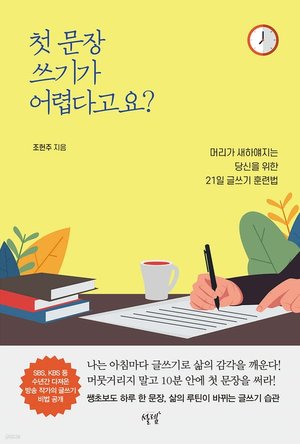 첫 문장
쓰기가
어렵다고요?
조헌주 지음
머리가 새하얘지는
당신을 위한
21일 글쓰기 훈련법
SBS, KBS 등
수년간 다져온
방송 작가의 글쓰기
비법 공개
나는 아침마다 글쓰기로 삶의 감각을 깨운다!
머뭇거리지 말고 10분 안에 첫 문장을 써라!
쌩초보도 하루 한 문장, 삶의 루틴이 바뀌는 글쓰기 습관
설렘